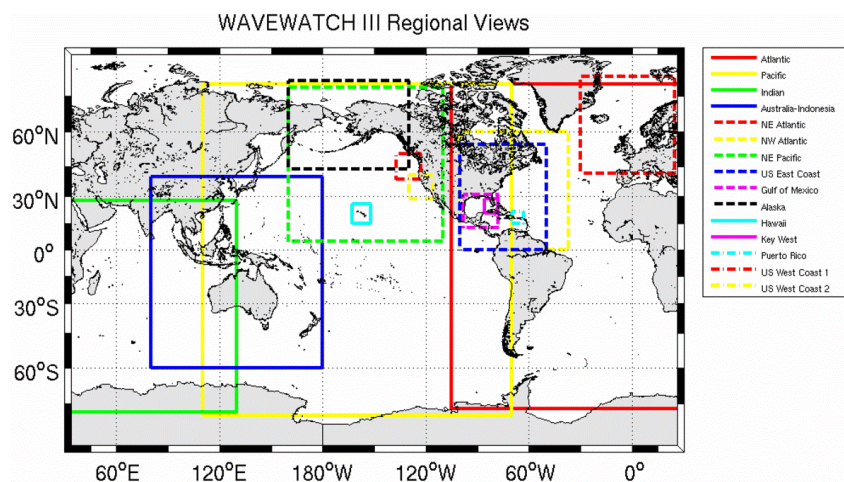 WAVEWATCH III Regional Views
60°N
30°N
0°
30°S
60°S
60°E
120°E
180°W
120°W
60°W
0°
Atlantic
Pacific
Indian
Australia-Indonesia
NE Atlantic
NW Atlantic
NE Pacific
US East Coast
Gulf of Mexico
Alaska
Hawaii
Key West
Puerto Rico
US West Coast 1
US West Coast 2